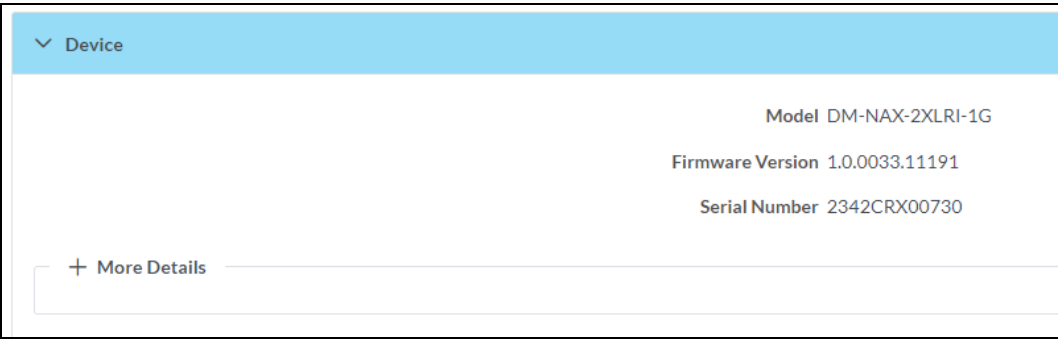 Device
Model DM-NAX-2XLRI-1G
Firmware Version 1.0.0033.11191
Serial Number 2342CRX00730
More Details